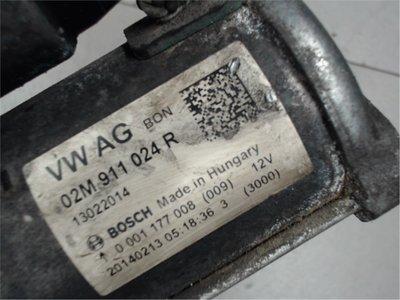 VW AG BON
02M 911 024 R
13022014
BOSCH Made in Hungary
0 001 177 008 (009) 12V
20140213 05:18:36 3 (3000)